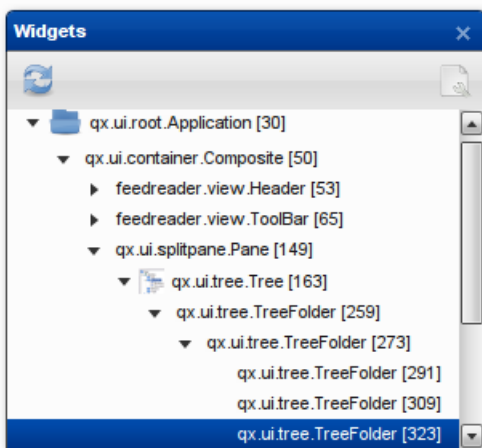 Widgets
qx.ui.root.Application [30]
qx.ui.container.Composite [50]
feedreader.view.Header [53]
feedreader.view.ToolBar [65]
qx.ui.splitpane.Pane [149]
qx.ui.tree.Tree [163]
qx.ui.tree.TreeFolder [259]
qx.ui.tree.TreeFolder [273]
qx.ui.tree.TreeFolder [291]
qx.ui.tree.TreeFolder [309]
qx.ui.tree.TreeFolder [323]